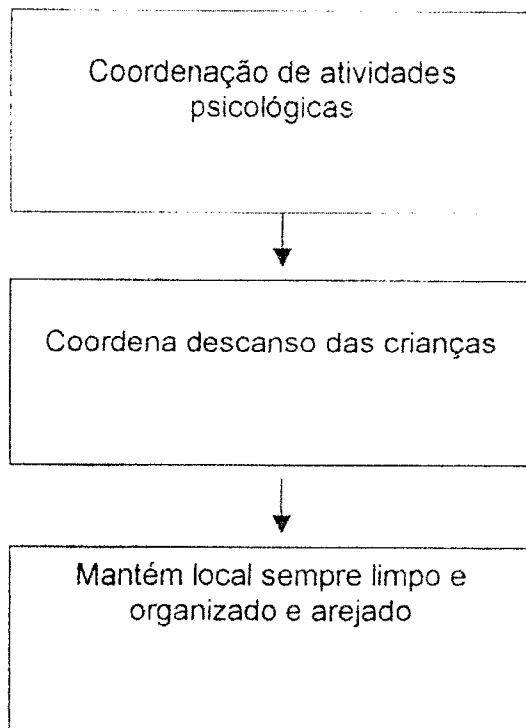 Coordenação de atividades
psicológicas
Coordena descanso das crianças
Mantém local sempre limpo e
organizado e arejado